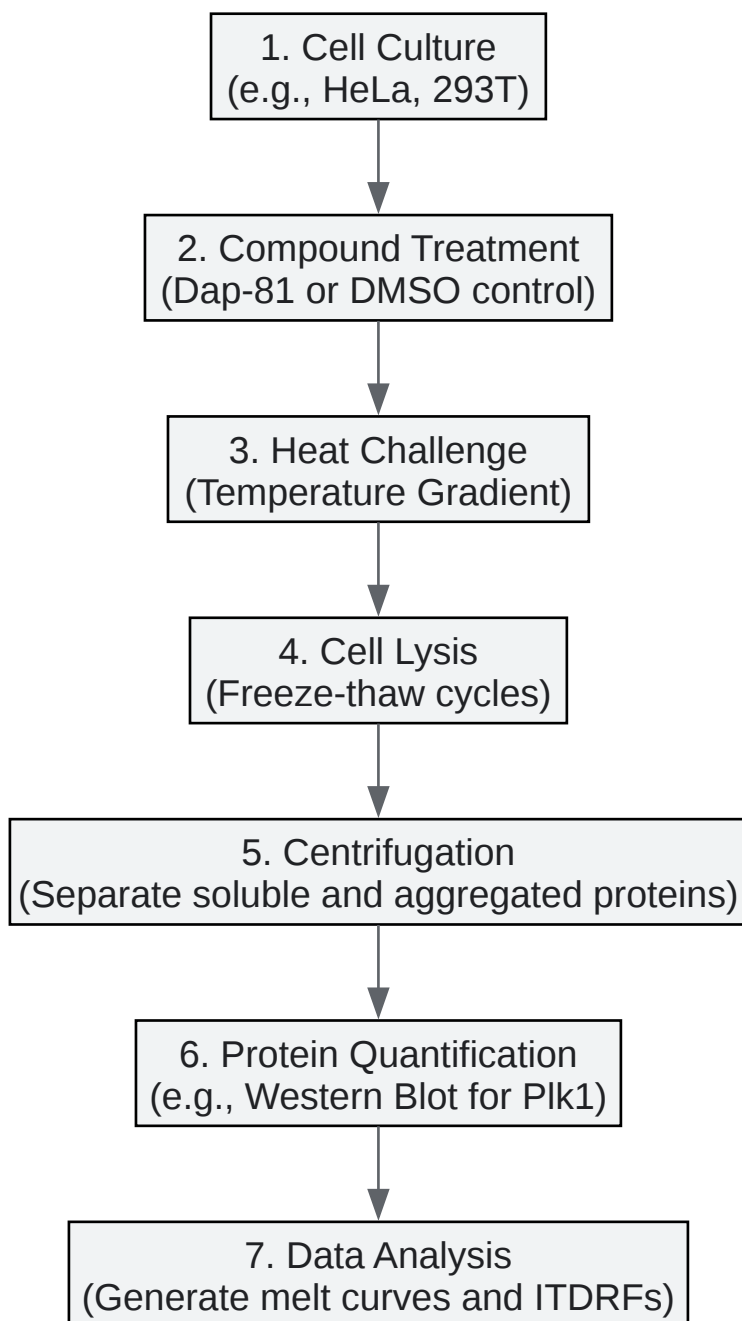 1. Cell Culture
(e.g., HeLa, 293T)
2. Compound Treatment
(Dap-81 or DMSO control)
3. Heat Challenge
(Temperature Gradient)
4. Cell Lysis
(Freeze-thaw cycles)
5. Centrifugation
(Separate soluble and aggregated proteins)
6. Protein Quantification
(e.g., Western Blot for Plk1)
7. Data Analysis
(Generate melt curves and ITDRFs)